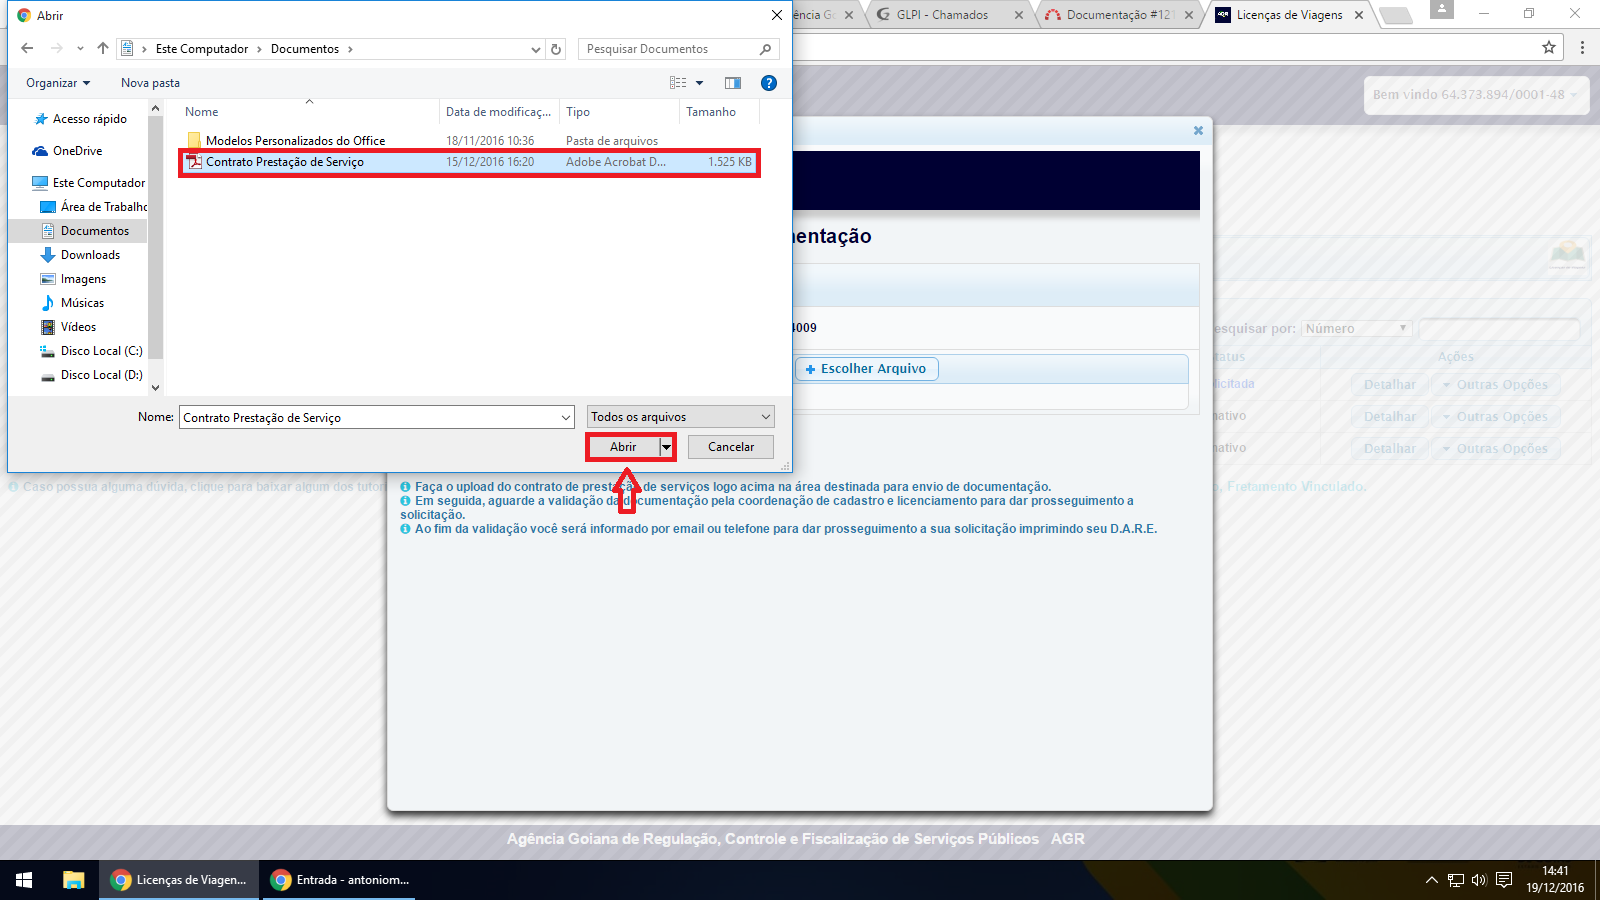 Abrir
GLPI - Chamados
Documentação #121
Licenças de Viagens
Este Computador
Documentos
Pesquisar Documentos
Organizar
Nova pasta
Bem vindo 64.373.894/0001-48
Nome
Data de modificaç...
Tipo
Tamanho
Modelos Personalizados do Office
18/11/2016 10:36
Pasta de arquivos
Contrato Prestação de Serviço
15/12/2016 16:20
Adobe Acrobat D...
1.525 KB
Acesso rápido
OneDrive
Este Computador
Área de Trabalho
Documentos
Downloads
Imagens
Músicas
Vídeos
Disco Local (C:)
Disco Local (D:)
mentação
4009
Escolher Arquivo
esquisar por:
Número
tatus
Ações
licitada
Detalhar
Outras Opções
nativo
Detalhar
Outras Opções
nativo
Detalhar
Outras Opções
Nome:
Contrato Prestação de Serviço
Todos os arquivos
Abrir
Cancelar
Caso possua alguma dúvida, clique para baixar algum dos tutor
o, Fretamento Vinculado.
Faça o upload do contrato de prestação de serviços logo acima na área destinada para envio de documentação.
Em seguida, aguarde a validação da documentação pela coordenação de cadastro e licenciamento para dar prosseguimento a
solicitação.
Ao fim da validação você será informado por email ou telefone para dar prosseguimento a sua solicitação imprimindo seu D.A.R.E.
Agência Goiana de Regulação, Controle e Fiscalização de Serviços Públicos AGR
Licenças de Viagen...
Entrada - antoniom...
14:41
19/12/2016